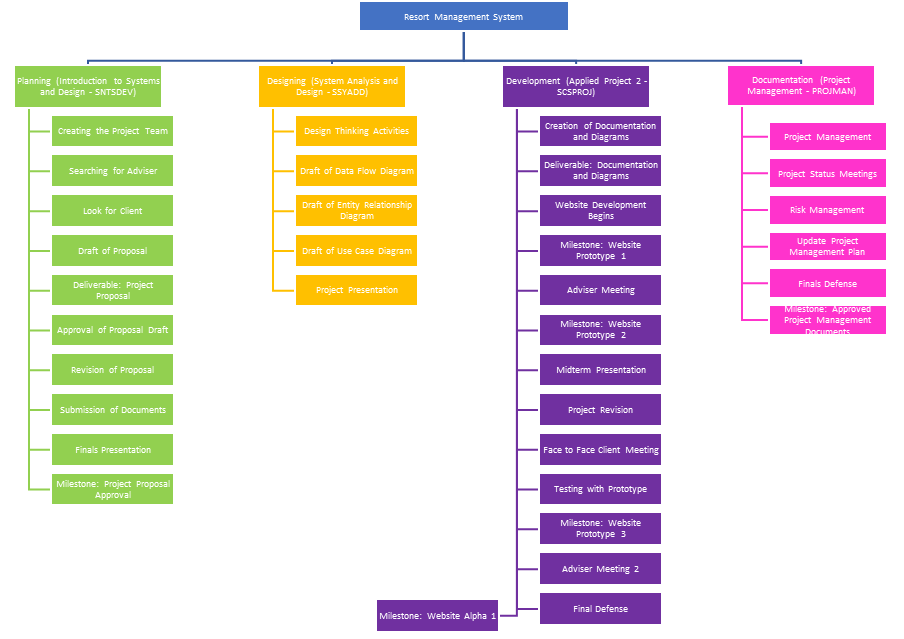 Resort Management System
Planning (Introduction to Systems
and Design - SNTSDEV)
Creating the Project Team
Searching for Adviser
Look for Client
Draft of Proposal
Deliverable: Project
Proposal
Approval of Proposal Draft
Revision of Proposal
Submission of Documents
Finals Presentation
Milestone: Project Proposal
Approval
Designing (System Analysis and
Design - SSYADD)
Design Thinking Activities
Draft of Data Flow Diagram
Draft of Entity Relationship
Diagram
Draft of Use Case Diagram
Project Presentation
Development (Applied Project 2 -
SCSPROJ)
Creation of Documentation
and Diagrams
Deliverable: Documentation
and Diagrams
Website Development
Begins
Milestone: Website
Prototype 1
Adviser Meeting
Milestone: Website
Prototype 2
Midterm Presentation
Project Revision
Face to Face Client Meeting
Testing with Prototype
Milestone: Website
Prototype 3
Adviser Meeting 2
Final Defense
Milestone: Website Alpha 1
Documentation (Project
Management - PROJMAN)
Project Management
Project Status Meetings
Risk Management
Update Project
Management Plan
Finals Defense
Milestone: Approved
Project Management
Documents